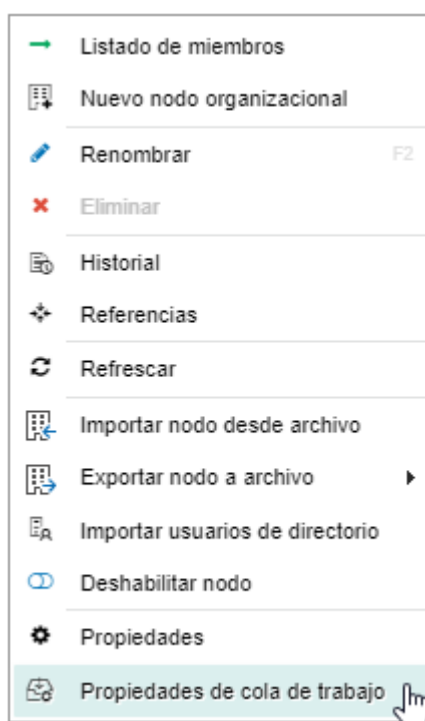 Listado de miembros
Nuevo nodo organizacional
Renombrar F2
Eliminar
Historial
Referencias
Refrescar
Importar nodo desde archivo
Exportar nodo a archivo
Importar usuarios de directorio
Deshabilitar nodo
Propiedades
Propiedades de cola de trabajo